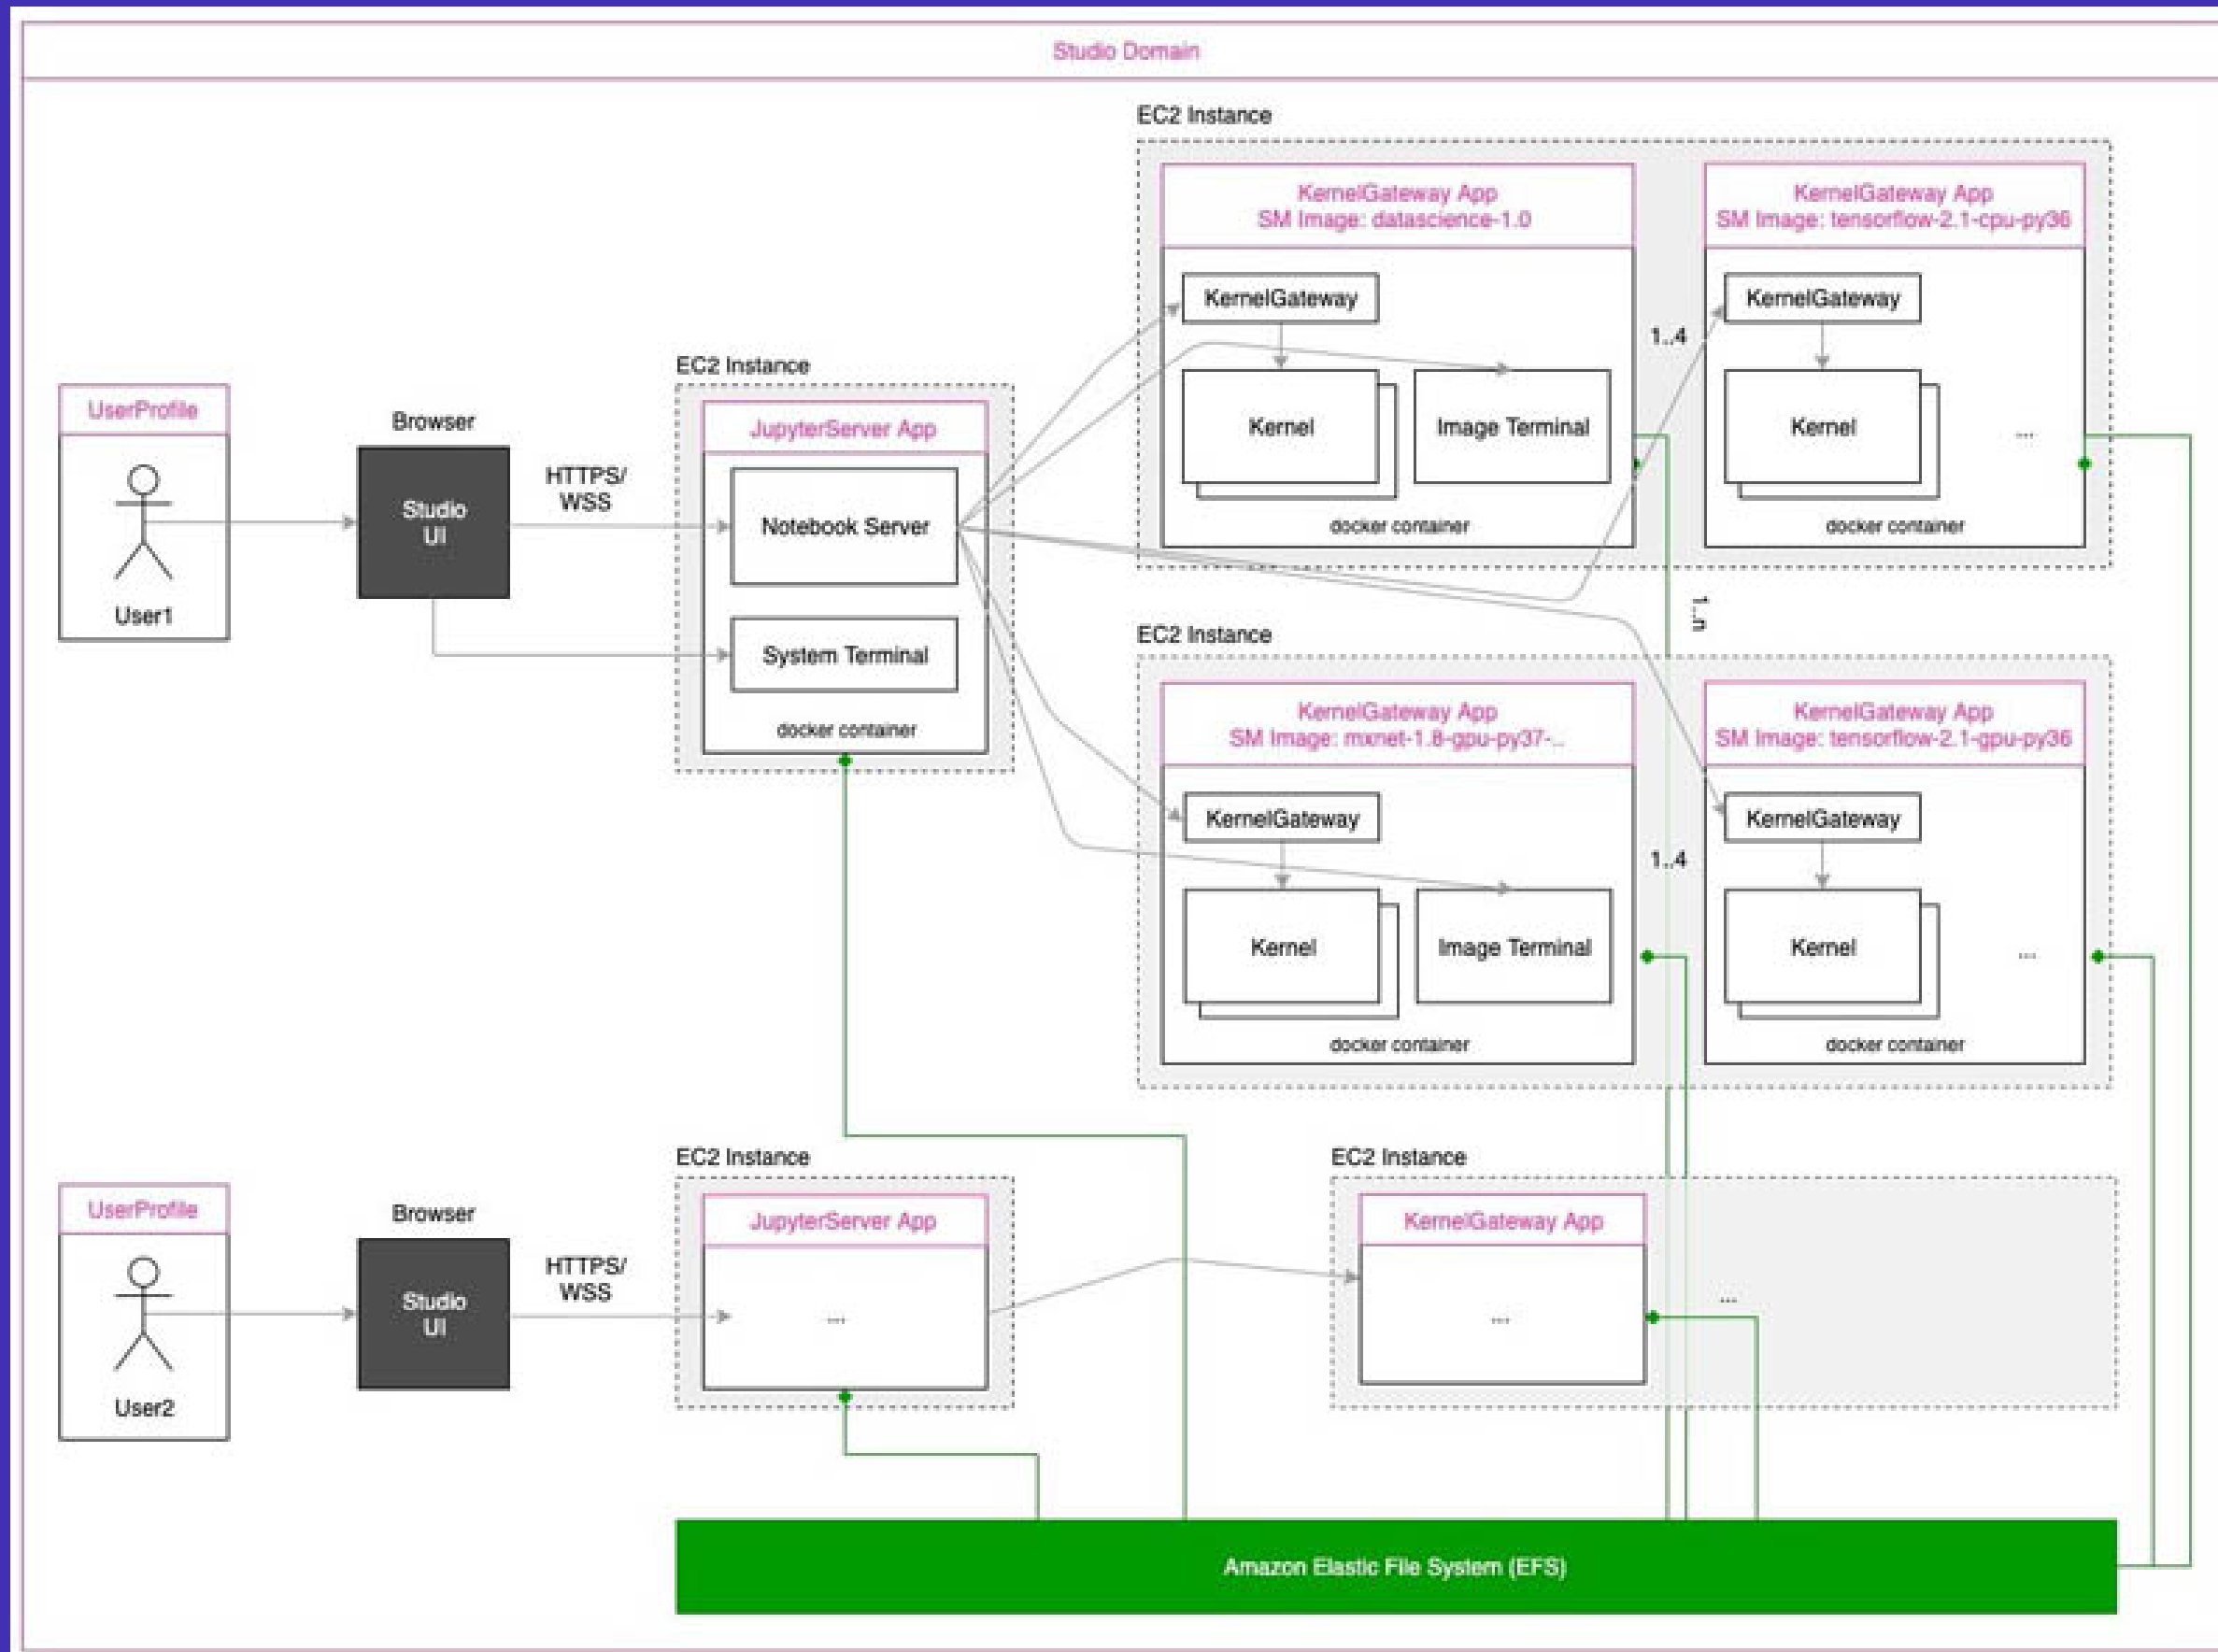 Studio Domain
EC2 Instance
KernelGateway App
SM Image: datascience-1.0
KernelGateway
Kernel
Image Terminal
docker container
1..4
KernelGateway App
SM Image: tensorflow-2.1-cpu-py36
KernelGateway
Kernel
...
docker container
UserProfile
User1
Browser
Studio
UI
HTTPS/
WSS
EC2 Instance
JupyterServer App
Notebook Server
System Terminal
docker container
1..n
EC2 Instance
KernelGateway App
SM Image: mxnet-1.8-gpu-py37-...
KernelGateway
Kernel
Image Terminal
docker container
1..4
KernelGateway App
SM Image: tensorflow-2.1-gpu-py36
KernelGateway
Kernel
...
docker container
UserProfile
User2
Browser
Studio
UI
HTTPS/
WSS
EC2 Instance
JupyterServer App
...
EC2 Instance
KernelGateway App
...
...
Amazon Elastic File System (EFS)